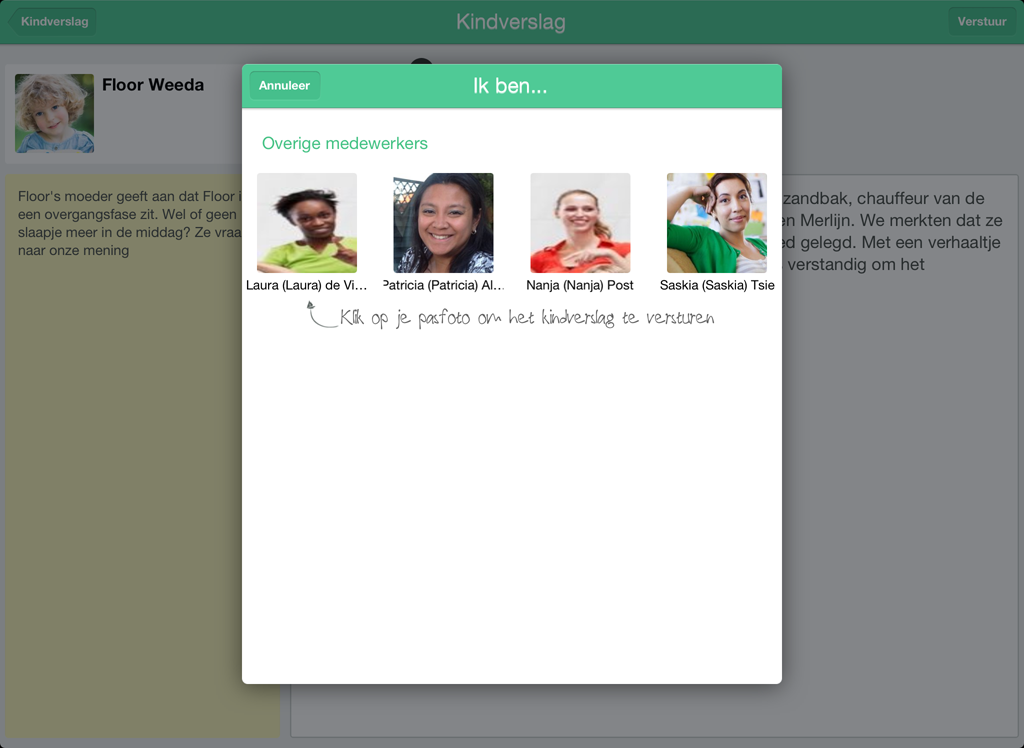 Kindverslag
Kindverslag
Verstuur
Floor Weeda
Floor's moeder geeft aan dat Floor
een overgangsfase zit. Wel of geen
slaapje meer in de middag? Ze
naar onze mening
Annuleer
Ik ben...
Overige medewerkers
Laura (Laura) de Vi...
Patricia (Patricia) Al...
Nanja (Nanja) Post
Saskia (Saskia) Tsie
Klik op je pasfoto om het kindverslag te versturen
zandbak, chauffeur van de
Merlijn. We merkten dat ze
gelegd. Met een verhaaltje
verstandig om het